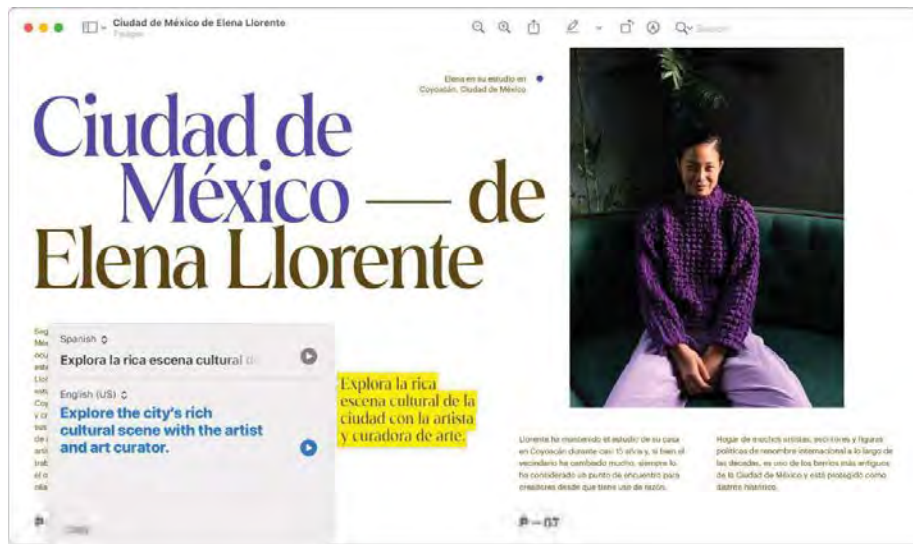 Ciudad de México de Elena Llorente
7 pages
Elena en su estudio en
Coyoacán, Ciudad de México
Ciudad de
México — de
Elena Llorente
Spanish
Explora la rica escena cultural
English (US)
Explore the city's rich
cultural scene with the artist
and art curator.
Explora la rica
escena cultural de la
ciudad con la artista
y curadora de arte.
Llorente ha mantenido el estudio de su casa
en Coyoacán durante casi 15 años y, si bien el
vecindario ha cambiado mucho, siempre lo
ha considerado un punto de encuentro para
creadores desde que tiene uso de razón.
Hogar de muchos artistas, escritores y figuras
políticas de renombre internacional a lo largo de
las décadas, es uno de los barrios más antiguos
de la Ciudad de México y está protegido como
distrito histórico.
P — 07